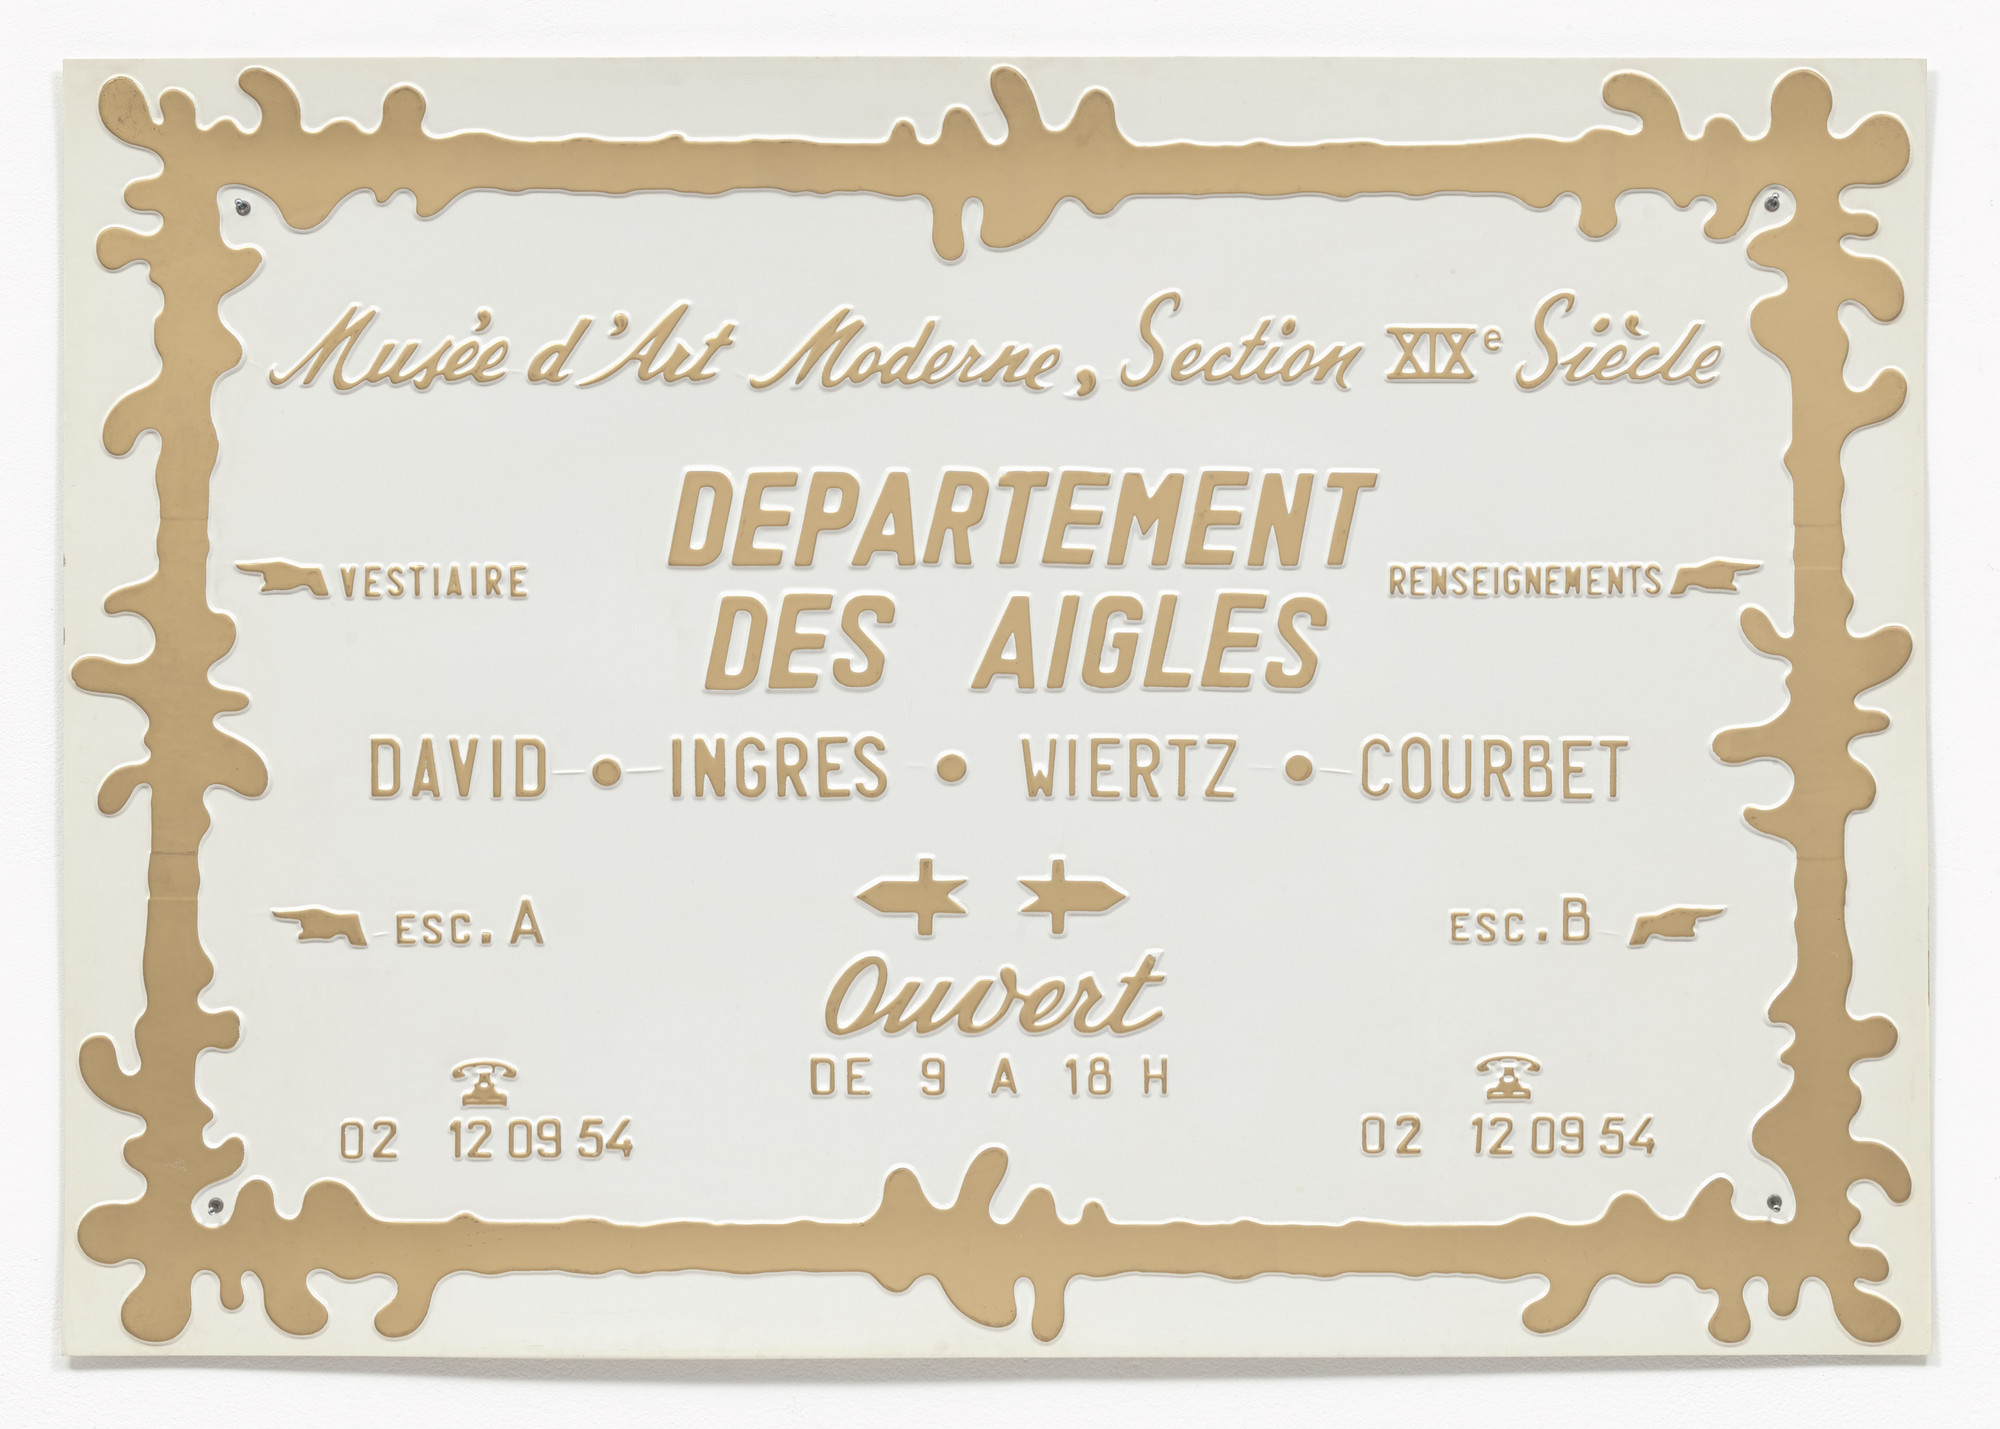 Musée d'Art Moderne, Section XIXe Siècle
DEPARTEMENT
VESTIAIRE
RENSEIGNEMENTS
DES AIGLES
DAVID • INGRES • WIERTZ • COURBET
ESC. A
ESC. B
Ouvert
DE 9 A 18 H
02 12 09 54
02 12 09 54